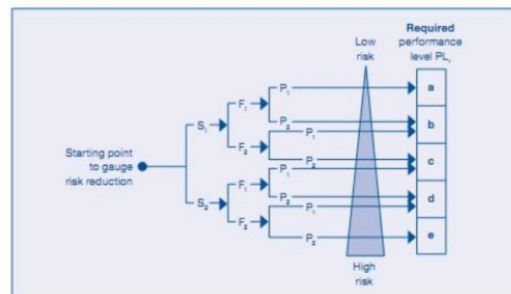 Required
performance
level PLr
Low
risk
Starting point
to gauge
risk reduction
S₁
S₂
F₁
F₂
F₁
F₂
P₁
P₂
P₁
P₂
P₁
P₂
P₁
P₂
a
b
c
d
e
High
risk